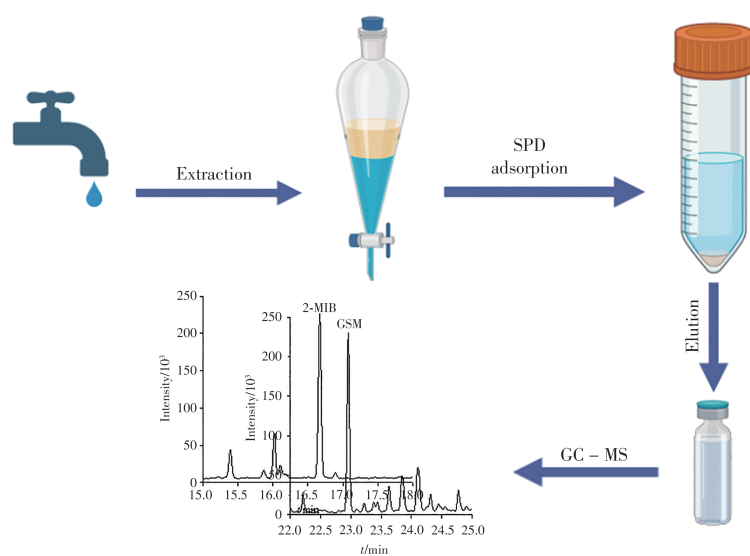 Extraction
SPD
adsorption
Elution
GC – MS
2-MIB
GSM
Intensity/10³
250
200
150
100
50
0
15.0 15.5 16.0 16.5 17.0 17.5 18.0
Intensity/10³
250
200
150
100
50
0
22.0 22.5 23.0 23.5 24.0 24.5 25.0
t/min